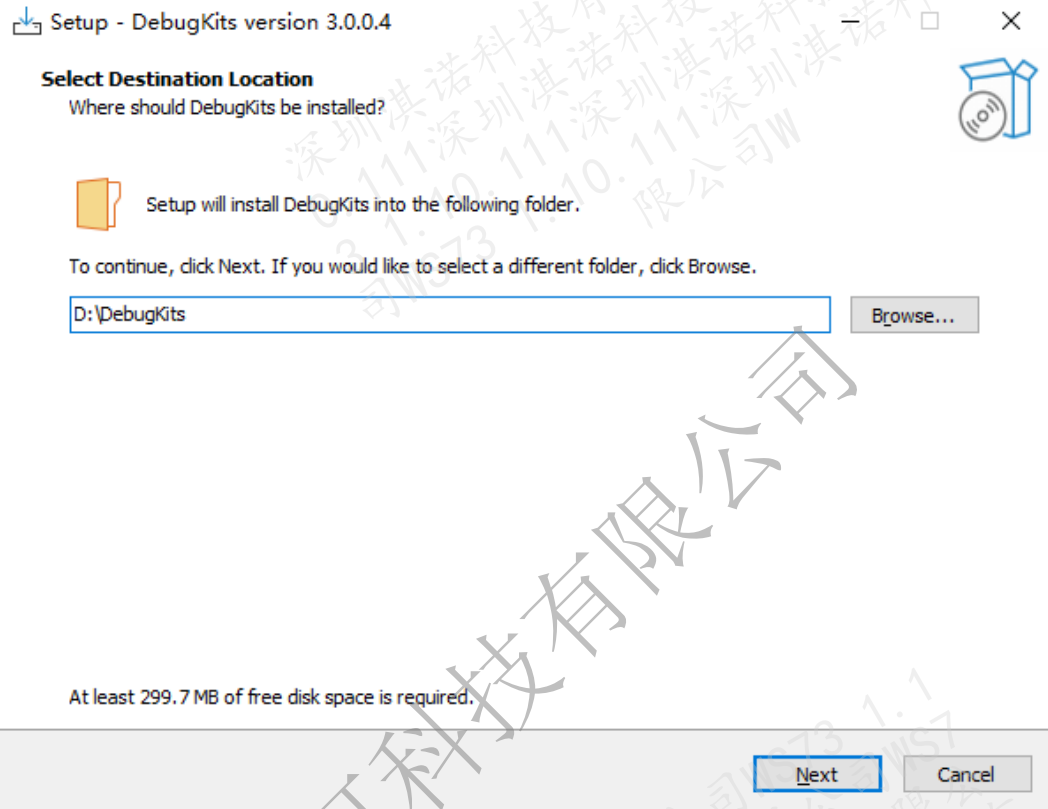 Setup - DebugKits version 3.0.0.4
Select Destination Location
Where should DebugKits be installed?
Setup will install DebugKits into the following folder.
To continue, click Next. If you would like to select a different folder, click Browse.
D:\DebugKits
Browse...
At least 299.7 MB of free disk space is required.
Next
Cancel
科技有限公司